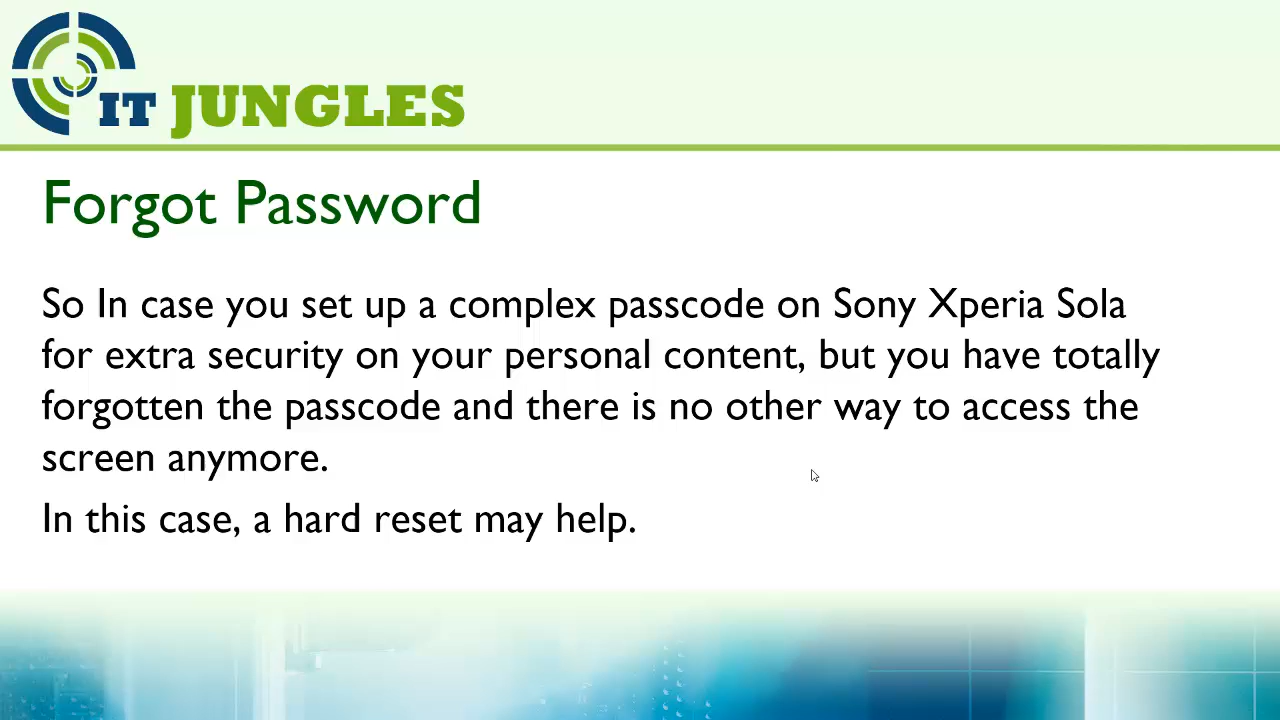 IT JUNGLES
Forgot Password
So In case you set up a complex passcode on Sony Xperia Sola
for extra security on your personal content, but you have totally
forgotten the passcode and there is no other way to access the
screen anymore.
In this case, a hard reset may help.